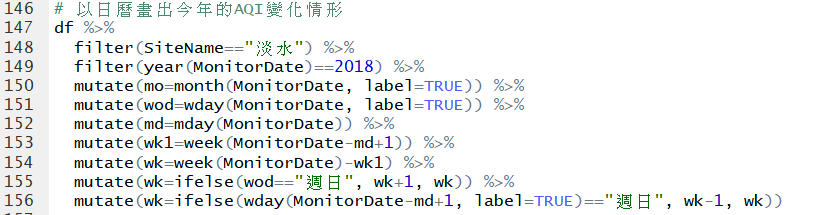 146 # 以日曆畫出今年的AQI變化情形
147 df %>%
148 filter(SiteName=="淡水") %>%
149 filter(year(MonitorDate)==2018) %>%
150 mutate(mo=month(MonitorDate, label=TRUE)) %>%
151 mutate(wod=wday(MonitorDate, label=TRUE)) %>%
152 mutate(md=mday(MonitorDate)) %>%
153 mutate(wk1=week(MonitorDate-md+1)) %>%
154 mutate(wk=week(MonitorDate)-wk1) %>%
155 mutate(wk=ifelse(wod=="週日", wk+1, wk)) %>%
156 mutate(wk=ifelse(wday(MonitorDate-md+1, label=TRUE)=="週日", wk-1, wk))